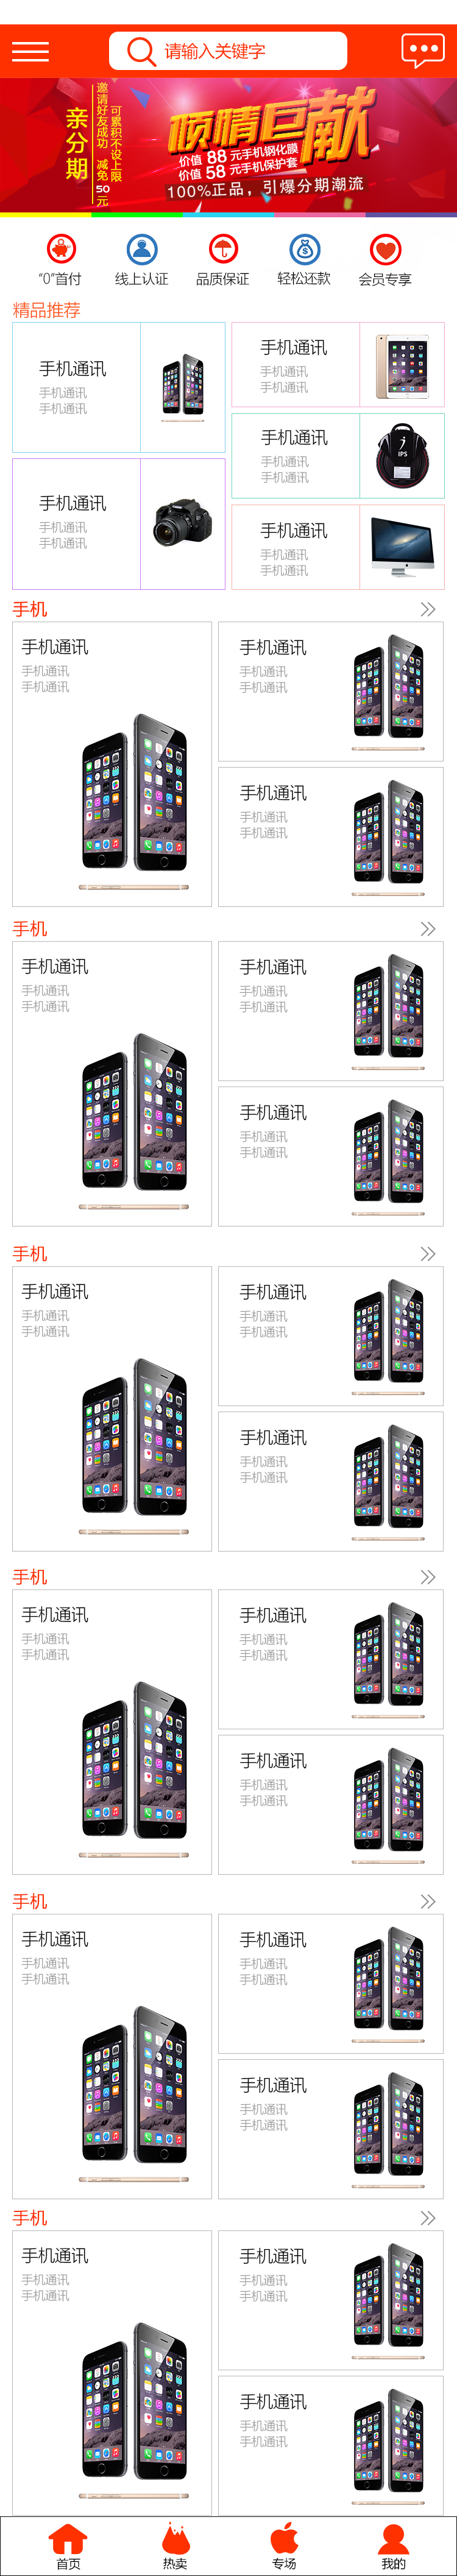 请输入关键字
亲分期
邀请好友成功 减免50元
可累积不设上限
倾情巨献
价值 88 元手机钢化膜
价值 58 元手机保护套
100%正品，引爆分期潮流
“0”首付
线上认证
品质保证
轻松还款
会员专享
精品推荐
手机通讯
手机通讯
手机通讯
手机通讯
手机通讯
手机通讯
手机通讯
手机通讯
手机通讯
IPS
手机通讯
手机通讯
手机通讯
手机通讯
手机通讯
手机通讯
手机
手机通讯
手机通讯
手机通讯
手机通讯
手机通讯
手机通讯
手机通讯
手机通讯
手机通讯
手机
手机通讯
手机通讯
手机通讯
手机通讯
手机通讯
手机通讯
手机通讯
手机通讯
手机通讯
手机
手机通讯
手机通讯
手机通讯
手机通讯
手机通讯
手机通讯
手机通讯
手机通讯
手机通讯
手机
手机通讯
手机通讯
手机通讯
手机通讯
手机通讯
手机通讯
手机通讯
手机通讯
手机通讯
手机
手机通讯
手机通讯
手机通讯
手机通讯
手机通讯
手机通讯
手机通讯
手机通讯
手机通讯
手机
手机通讯
手机通讯
手机通讯
手机通讯
手机通讯
手机通讯
手机通讯
手机通讯
手机通讯
首页
热卖
专场
我的